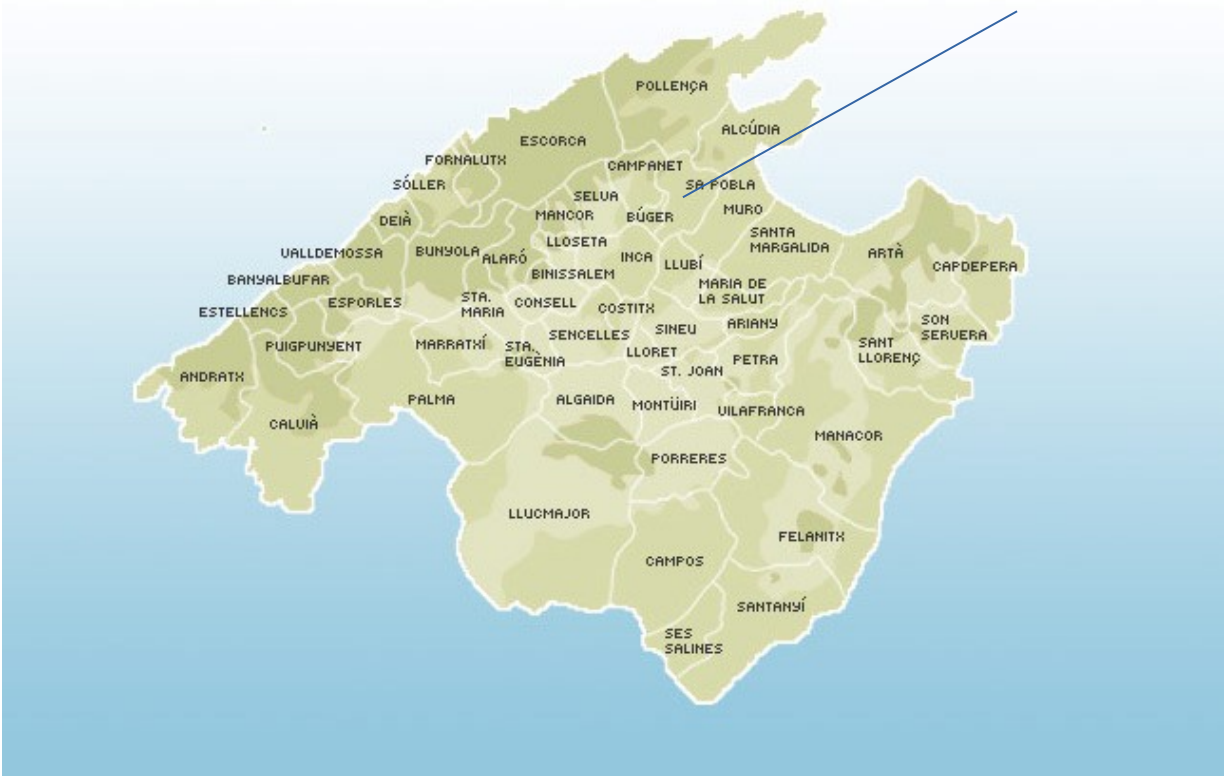 POLLENÇA
ALCÚDIA
ESCORCA
FORNALUTX
CAMPANET
SÓLLER
SA POBLA
SELVA
DEIÀ
MANCOR
BÚGER
MURO
SANTA
MARGALIDA
LLOSETA
VALLDEMOSSA
BUNYOLA
ALARÓ
INCA
LLUBÍ
ARTÀ
CAPDEPERA
BANYALBUFAR
BINISSALEM
MARIA DE
LA SALUT
ESTELLENCS
ESPORLES
STA.
MARIA
CONSELL
COSTITX
SON
SERVERA
PUIGPUNYENT
MARRATXÍ
STA.
EUGÈNIA
SENCELLES
SINEU
ARIANY
LLORET
SANT
LLORENÇ
ST. JOAN
PETRA
ANDRATX
PALMA
ALGAIDA
MONTÜIRI
VILAFRANCA
CALVIÀ
MANACOR
PORRERES
LLUCMAJOR
FELANITX
CAMPOS
SANTANYÍ
SES
SALINES